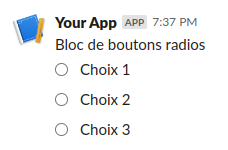 Your App APP 7:37 PM
Bloc de boutons radios
Choix 1
Choix 2
Choix 3